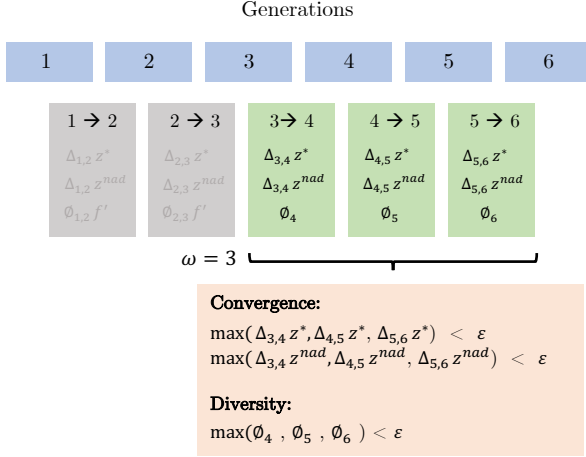 Generations
1 2 3 4 5 6
1 → 2 2 → 3 3→ 4 4 → 5 5 → 6
Δ₁,₂ z* Δ₂,₃ z* Δ₃,₄ z* Δ₄,₅ z* Δ₅,₆ z*
Δ₁,₂ zⁿᵃᵈ Δ₂,₃ zⁿᵃᵈ Δ₃,₄ zⁿᵃᵈ Δ₄,₅ zⁿᵃᵈ Δ₅,₆ zⁿᵃᵈ
∅₁,₂ f′ ∅₂,₃ f′ ∅₄ ∅₅ ∅₆
ω = 3
Convergence:
max(Δ₃,₄ z*, Δ₄,₅ z*, Δ₅,₆ z*) < ε
max(Δ₃,₄ zⁿᵃᵈ, Δ₄,₅ zⁿᵃᵈ, Δ₅,₆ zⁿᵃᵈ) < ε
Diversity:
max(∅₄ , ∅₅ , ∅₆ ) < ε